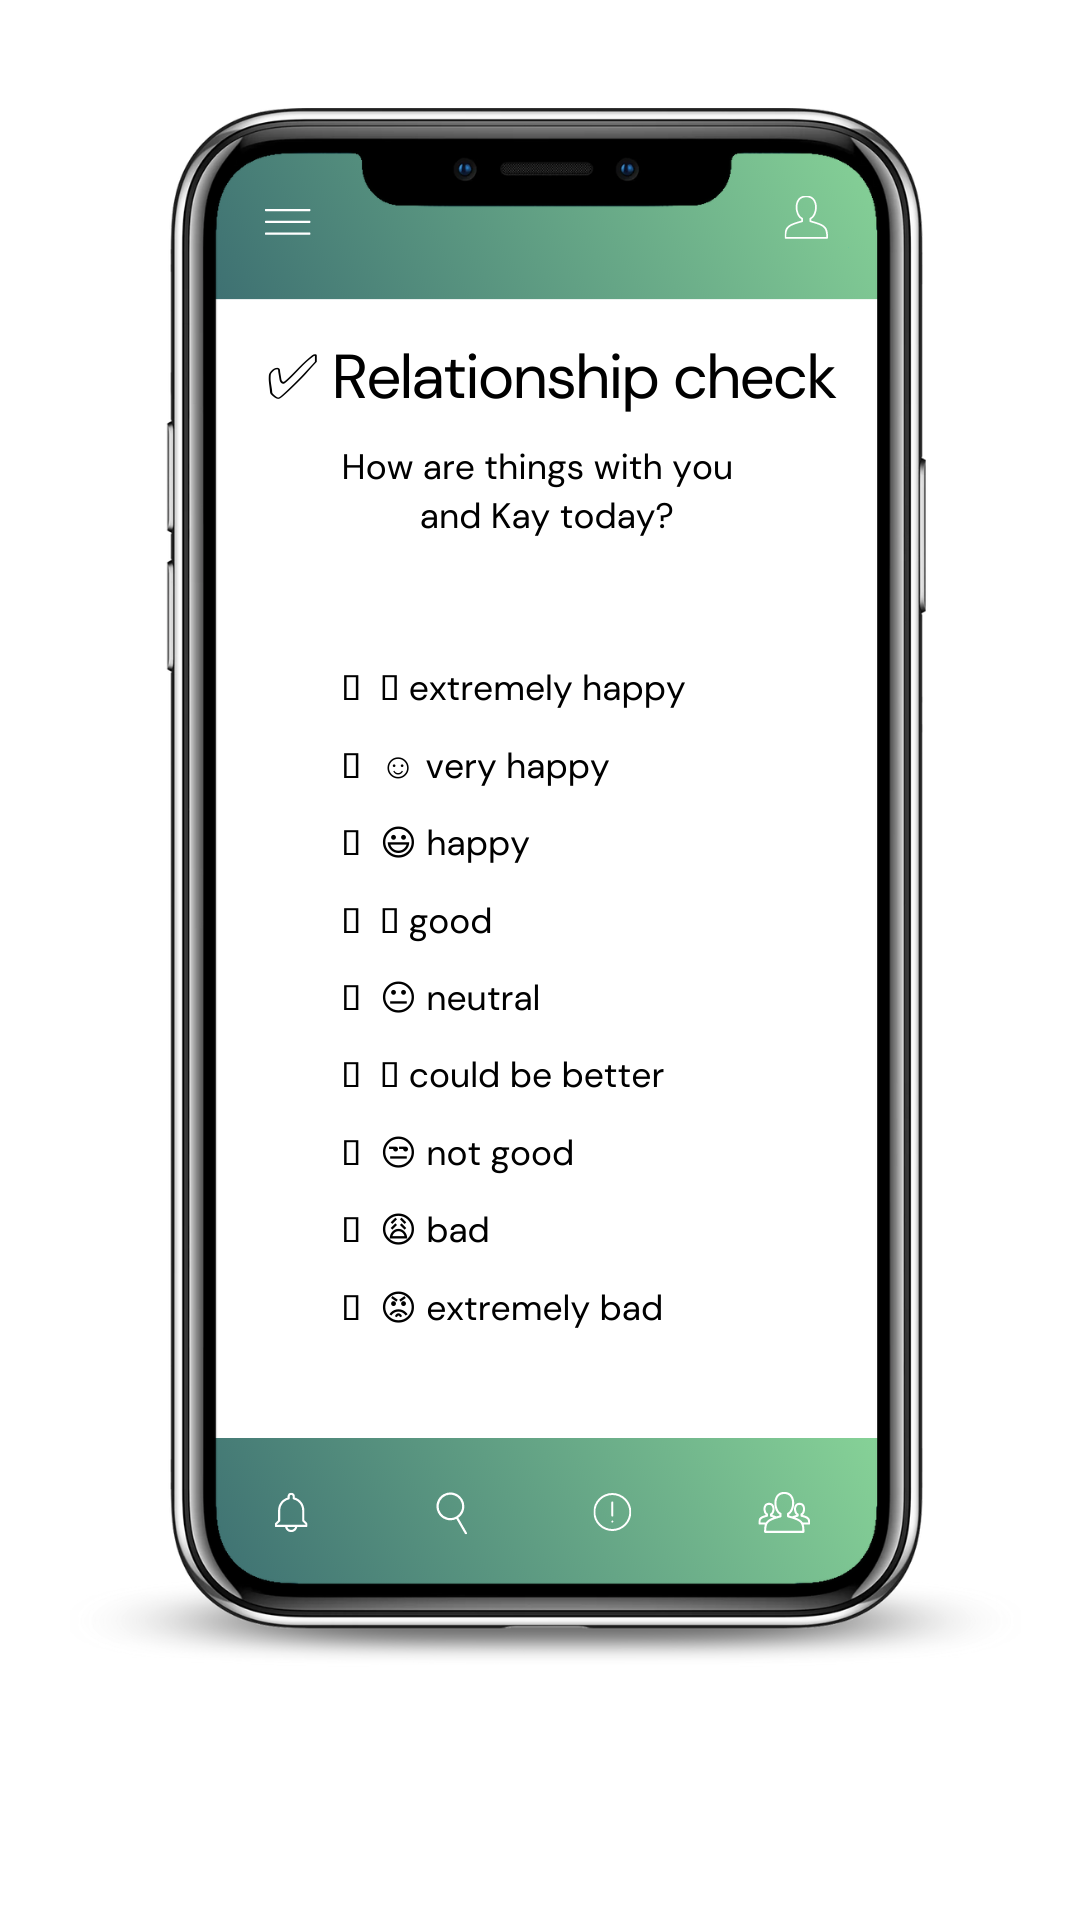 ✅ Relationship check
How are things with you
and Kay today?
▯ ▯ extremely happy
▯ ☺ very happy
▯ 😃 happy
▯ ▯ good
▯ 😐 neutral
▯ ▯ could be better
▯ 😒 not good
▯ 😩 bad
▯ 😡 extremely bad